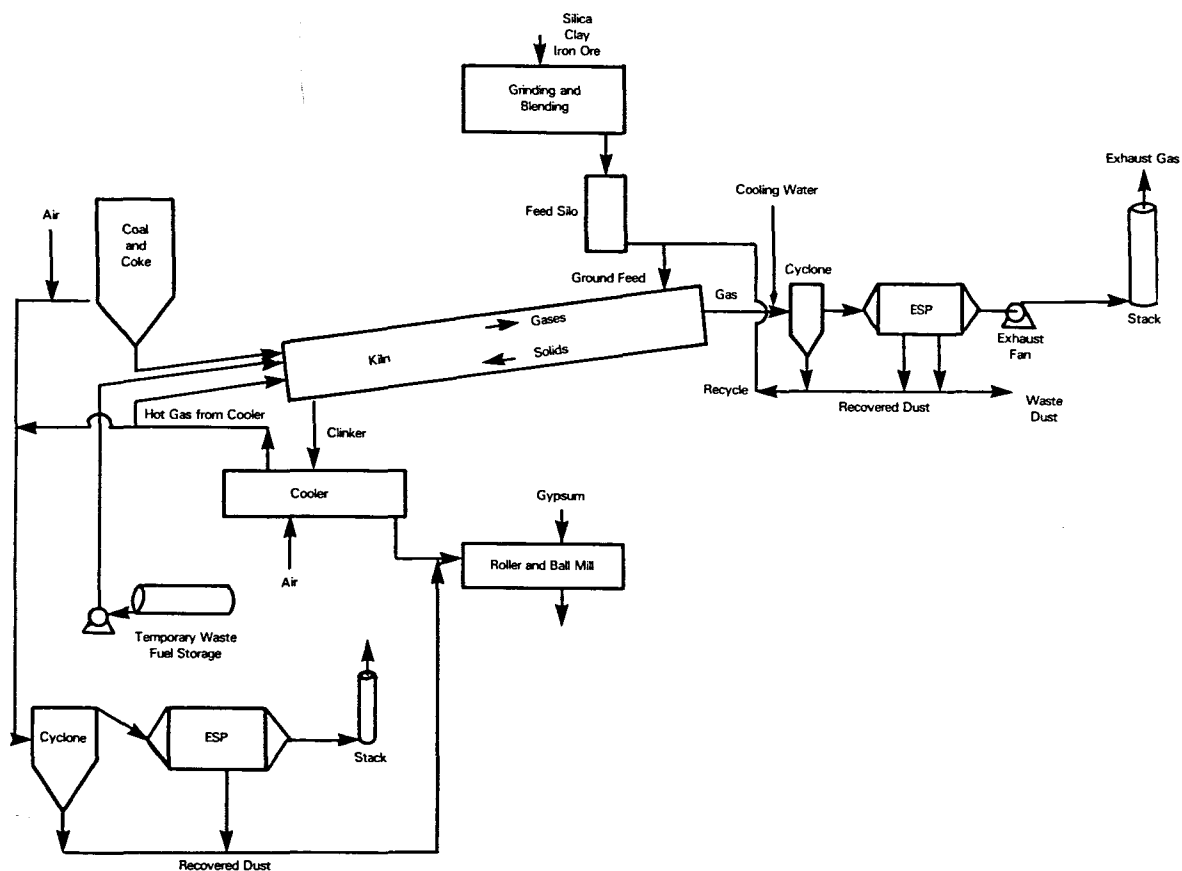 Silica
Clay
Iron Ore
Grinding and
Blending
Exhaust Gas
Cooling Water
Air
Coal
and
Coke
Feed Silo
Cyclone
Ground Feed
Gas
ESP
Stack
Gases
Exhaust
Fan
Kiln
Solids
Recycle
Recovered Dust
Waste
Dust
Hot Gas from Cooler
Clinker
Cooler
Gypsum
Air
Roller and Ball Mill
Temporary Waste
Fuel Storage
Cyclone
ESP
Stack
Recovered Dust